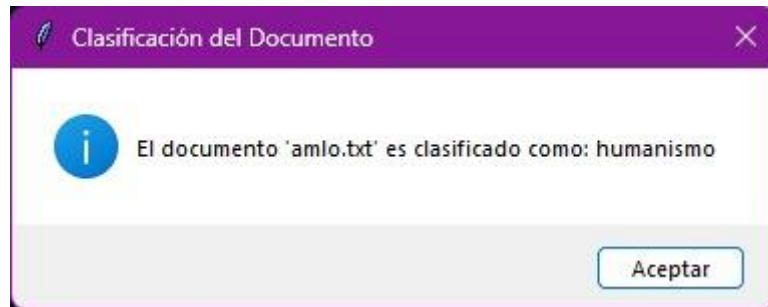 Clasificación del Documento
El documento 'amlo.txt' es clasificado como: humanismo
Aceptar